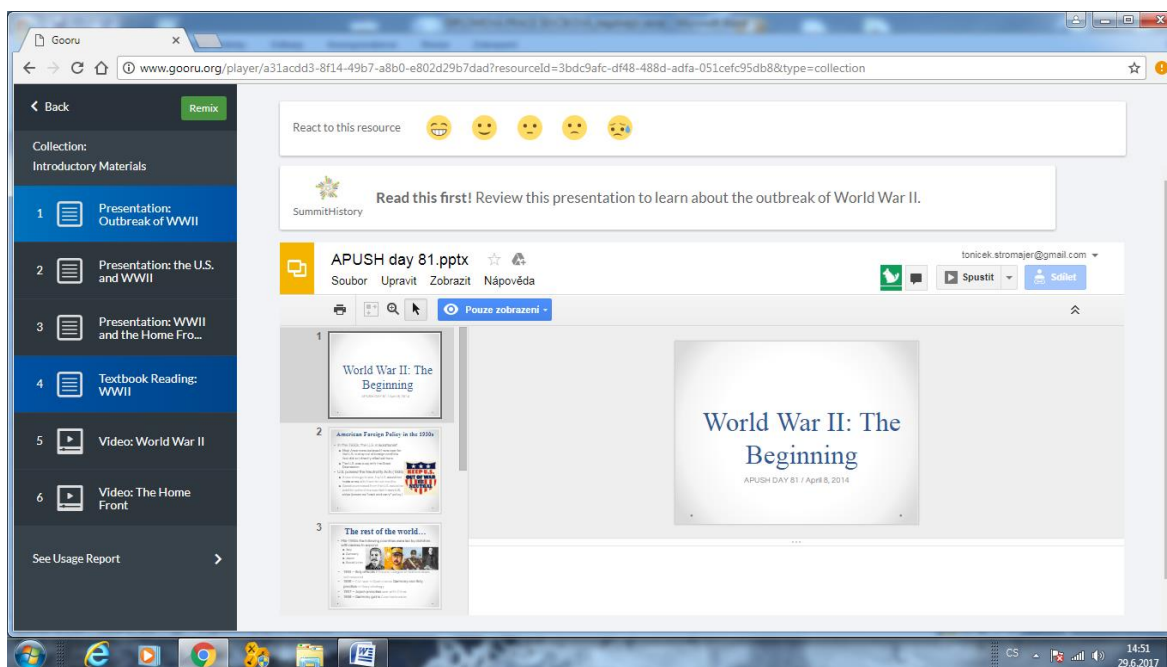 Gooru
www.gooru.org/player/a31acdd3-8f14-49b7-a8b0-e802d29b7dad?resourceId=3bdc9afc-df48-488d-adfa-051cefc95db8&type=collection
Back
Remix
Collection:
Introductory Materials
1 Presentation:
Outbreak of WWII
2 Presentation: the U.S.
and WWII
3 Presentation: WWII
and the Home Fro...
4 Textbook Reading:
WWII
5 Video: World War II
6 Video: The Home
Front
See Usage Report
React to this resource
SummitHistory
Read this first! Review this presentation to learn about the outbreak of World War II.
APUSH day 81.pptx
tonicek.stromajer@gmail.com
Soubor Upravit Zobrazit Nápověda
Spustit
Sdílet
Pouze zobrazení
1
World War II: The
Beginning
2
American Foreign Policy in the 1930s
KEEP U.S.
OUT OF WAR
NEUTRAL
3
The rest of the world...
World War II: The
Beginning
APUSH DAY 81 / April 8, 2014
CS
14:51
29.6.2017